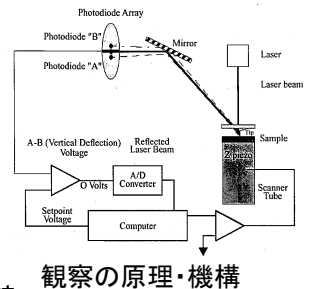 Photodiode Array
Photodiode "B"
Mirror
Laser
Photodiode "A"
Laser beam
Tip
Sample
A-B (Vertical Deflection)
Voltage
Reflected
Laser Beam
Z piezo
O Volts
A/D
Converter
Scanner
Tube
Setpoint
Voltage
Computer
観察の原理・機構